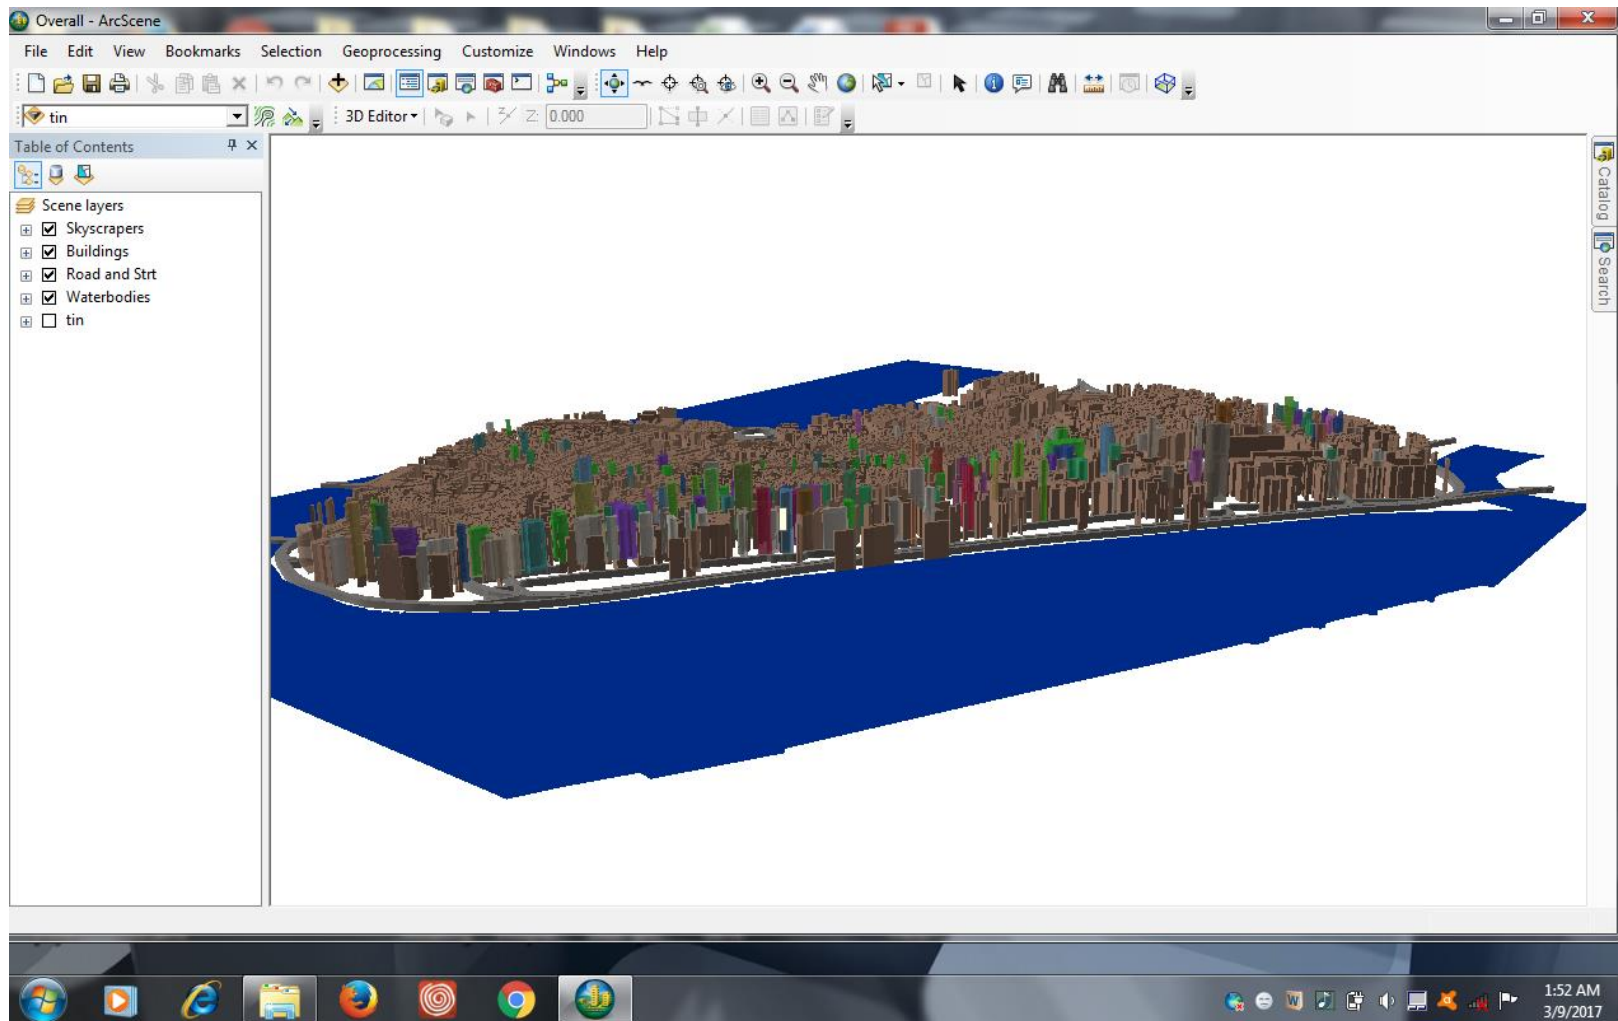 Overall - ArcScene
File Edit View Bookmarks Selection Geoprocessing Customize Windows Help
tin 3D Editor Z: 0.000
Table of Contents
Scene layers
Skyscrapers
Buildings
Road and Strt
Waterbodies
tin
Catalog
Search
1:52 AM
3/9/2017